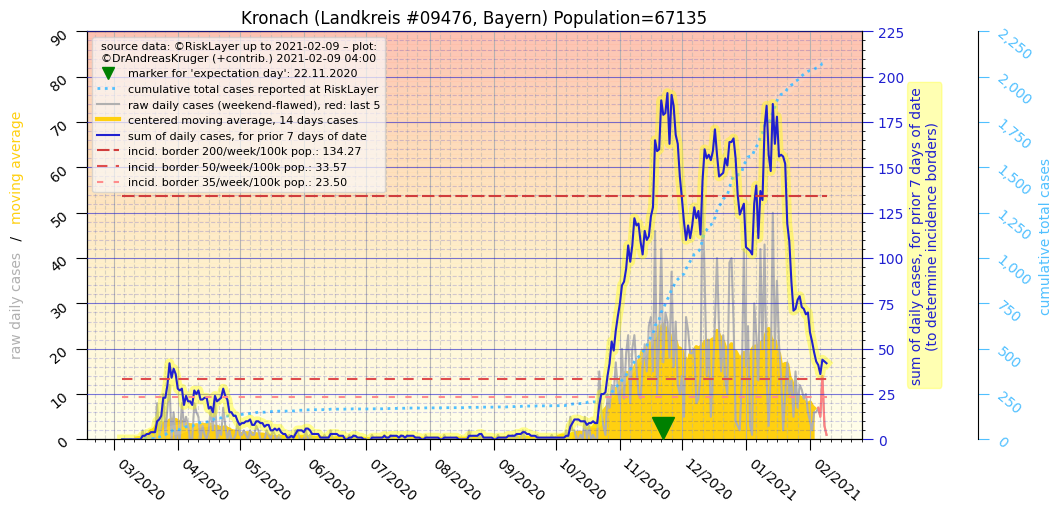 Kronach (Landkreis #09476, Bayern) Population=67135
source data: ©RiskLayer up to 2021-02-09 – plot:
©DrAndreasKruger (+contrib.) 2021-02-09 04:00
marker for 'expectation day': 22.11.2020
cumulative total cases reported at RiskLayer
raw daily cases (weekend-flawed), red: last 5
centered moving average, 14 days cases
sum of daily cases, for prior 7 days of date
incid. border 200/week/100k pop.: 134.27
incid. border 50/week/100k pop.: 33.57
incid. border 35/week/100k pop.: 23.50
raw daily cases / moving average
90
80
70
60
50
40
30
20
10
0
03/2020
04/2020
05/2020
06/2020
07/2020
08/2020
09/2020
10/2020
11/2020
12/2020
01/2021
02/2021
225
200
175
150
125
100
75
50
25
0
sum of daily cases, for prior 7 days of date
(to determine incidence borders)
2,250
2,000
1,750
1,500
1,250
1,000
750
500
250
0
cumulative total cases